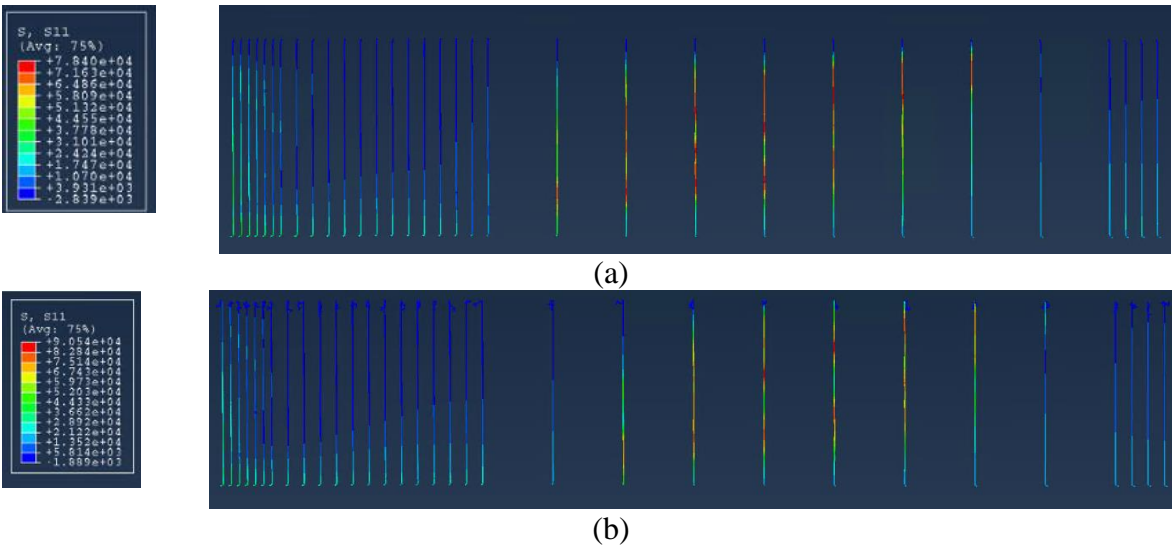 S, S11
(Avg: 75%)
+7.840e+04
+7.163e+04
+6.486e+04
+5.809e+04
+5.132e+04
+4.455e+04
+3.778e+04
+3.101e+04
+2.424e+04
+1.747e+04
+1.070e+04
+3.931e+03
-2.839e+03
(a)
S, S11
(Avg: 75%)
+9.054e+04
+8.284e+04
+7.514e+04
+6.743e+04
+5.973e+04
+5.203e+04
+4.433e+04
+3.662e+04
+2.892e+04
+2.122e+04
+1.352e+04
+5.814e+03
-1.889e+03
(b)